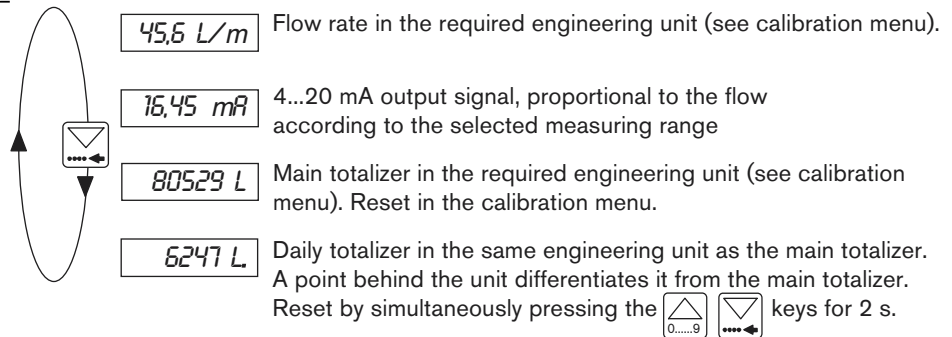 45,6 L/m Flow rate in the required engineering unit (see calibration menu).
16,45 mA 4...20 mA output signal, proportional to the flow
according to the selected measuring range
80529 L Main totalizer in the required engineering unit (see calibration
menu). Reset in the calibration menu.
6247 L. Daily totalizer in the same engineering unit as the main totalizer.
A point behind the unit differentiates it from the main totalizer.
Reset by simultaneously pressing the 0......9 keys for 2 s.